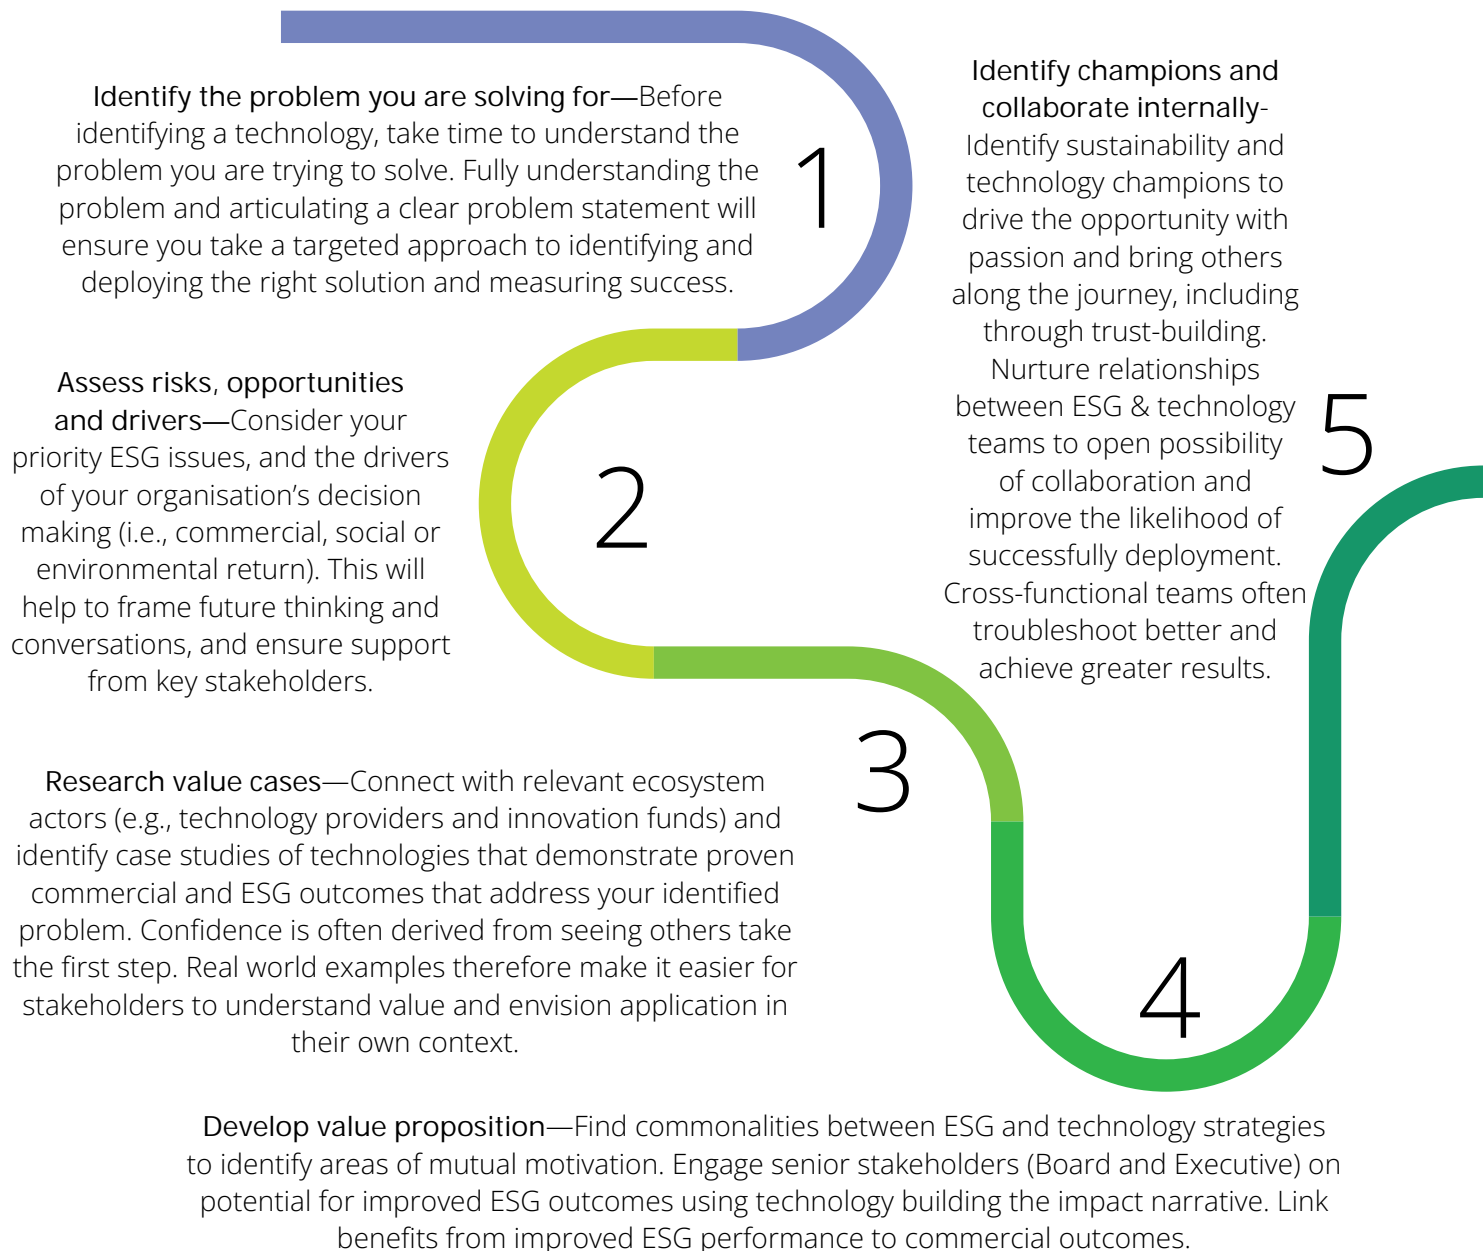 Identify the problem you are solving for—Before
identifying a technology, take time to understand the
problem you are trying to solve. Fully understanding the
problem and articulating a clear problem statement will
ensure you take a targeted approach to identifying and
deploying the right solution and measuring success.
1
Assess risks, opportunities
and drivers—Consider your
priority ESG issues, and the drivers
of your organisation’s decision
making (i.e., commercial, social or
environmental return). This will
help to frame future thinking and
conversations, and ensure support
from key stakeholders.
2
Research value cases—Connect with relevant ecosystem
actors (e.g., technology providers and innovation funds) and
identify case studies of technologies that demonstrate proven
commercial and ESG outcomes that address your identified
problem. Confidence is often derived from seeing others take
the first step. Real world examples therefore make it easier for
stakeholders to understand value and envision application in
their own context.
3
Develop value proposition—Find commonalities between ESG and technology strategies
to identify areas of mutual motivation. Engage senior stakeholders (Board and Executive) on
potential for improved ESG outcomes using technology building the impact narrative. Link
benefits from improved ESG performance to commercial outcomes.
4
Identify champions and
collaborate internally-
Identify sustainability and
technology champions to
drive the opportunity with
passion and bring others
along the journey, including
through trust-building.
Nurture relationships
between ESG & technology
teams to open possibility
of collaboration and
improve the likelihood of
successfully deployment.
Cross-functional teams often
troubleshoot better and
achieve greater results.
5